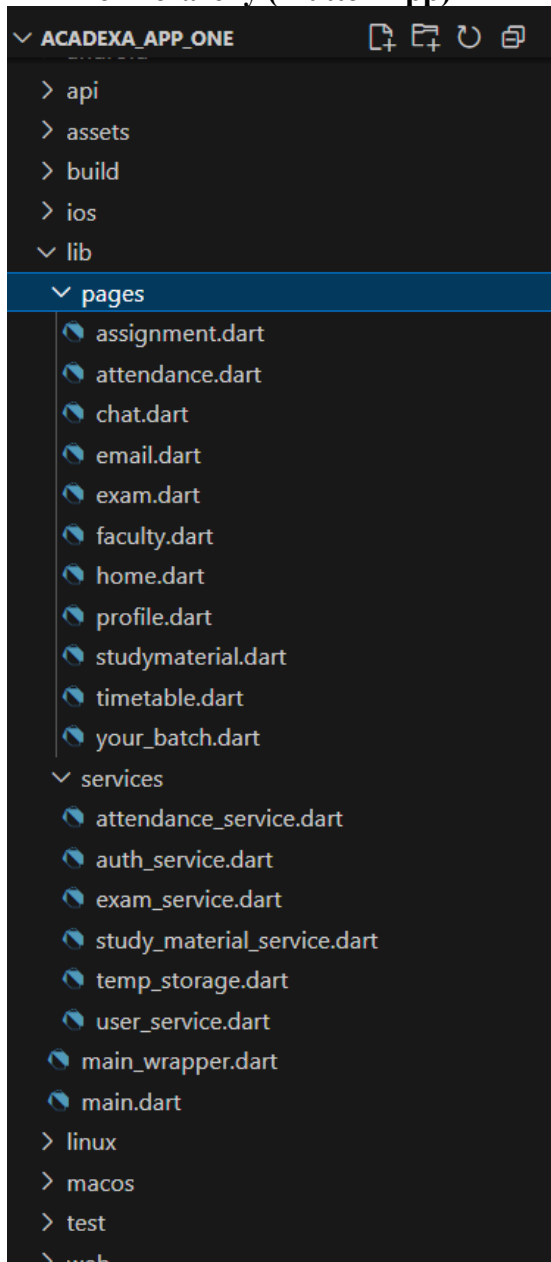 ACADEXA_APP_ONE
api
assets
build
ios
lib
pages
assignment.dart
attendance.dart
chat.dart
email.dart
exam.dart
faculty.dart
home.dart
profile.dart
studymaterial.dart
timetable.dart
your_batch.dart
services
attendance_service.dart
auth_service.dart
exam_service.dart
study_material_service.dart
temp_storage.dart
user_service.dart
main_wrapper.dart
main.dart
linux
macos
test